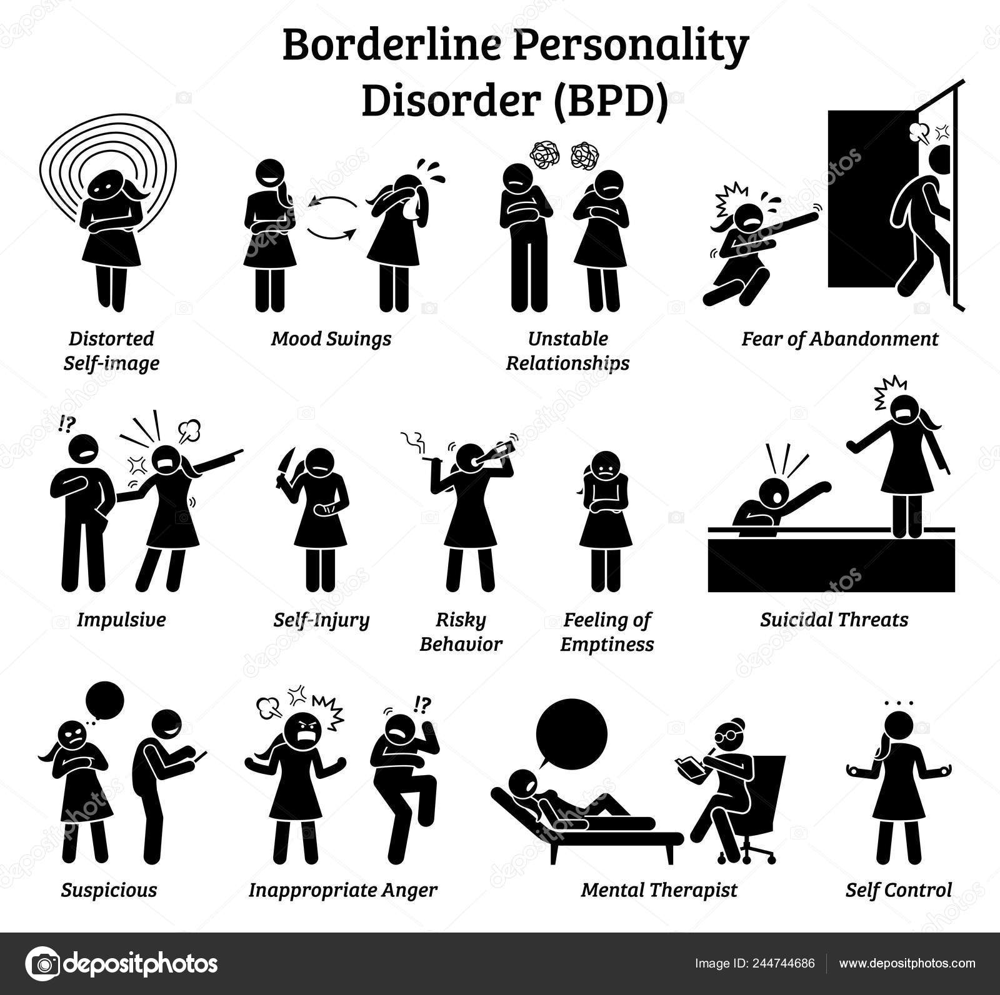 Borderline Personality
Disorder (BPD)
Distorted
Self-image
Mood Swings
Unstable
Relationships
Fear of Abandonment
!?
Impulsive
Self-Injury
Risky
Behavior
Feeling of
Emptiness
Suicidal Threats
!?
Suspicious
Inappropriate Anger
Mental Therapist
Self Control
depositphotos
Image ID: 244744686
www.depositphotos.com